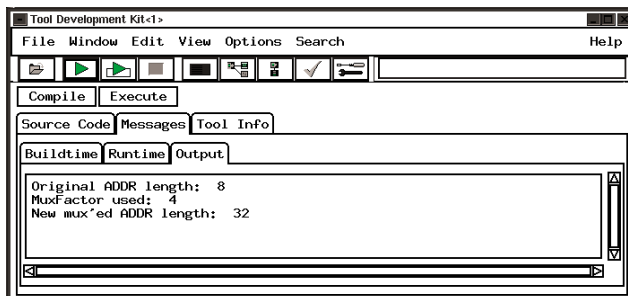 Tool Development Kit<1>
File Window Edit View Options Search Help
Compile Execute
Source Code Messages Tool Info
Buildtime Runtime Output
Original ADDR length: 8
MuxFactor used: 4
New mux'ed ADDR length: 32